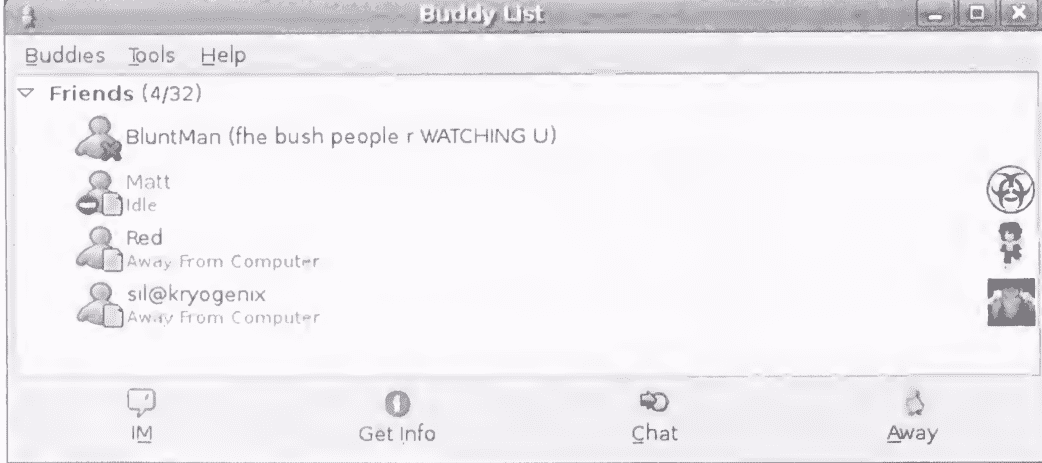 Buddy List
Buddies Tools Help
Friends (4/32)
BluntMan (fhe bush people r WATCHING U)
Matt
Idle
Red
Away From Computer
sil@kryogenix
Away From Computer
IM Get Info Chat Away